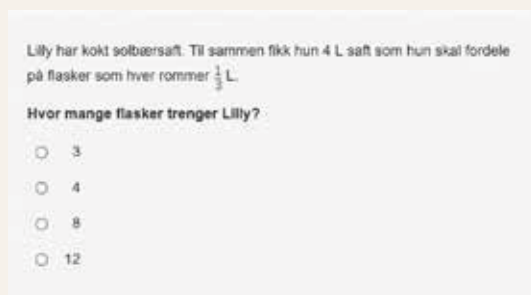 Lilly har kokt solbærsaft. Til sammen fikk hun 4 L saft som hun skal fordele
på flasker som hver rommer 1/3 L.
Hvor mange flasker trenger Lilly?
3
4
8
12